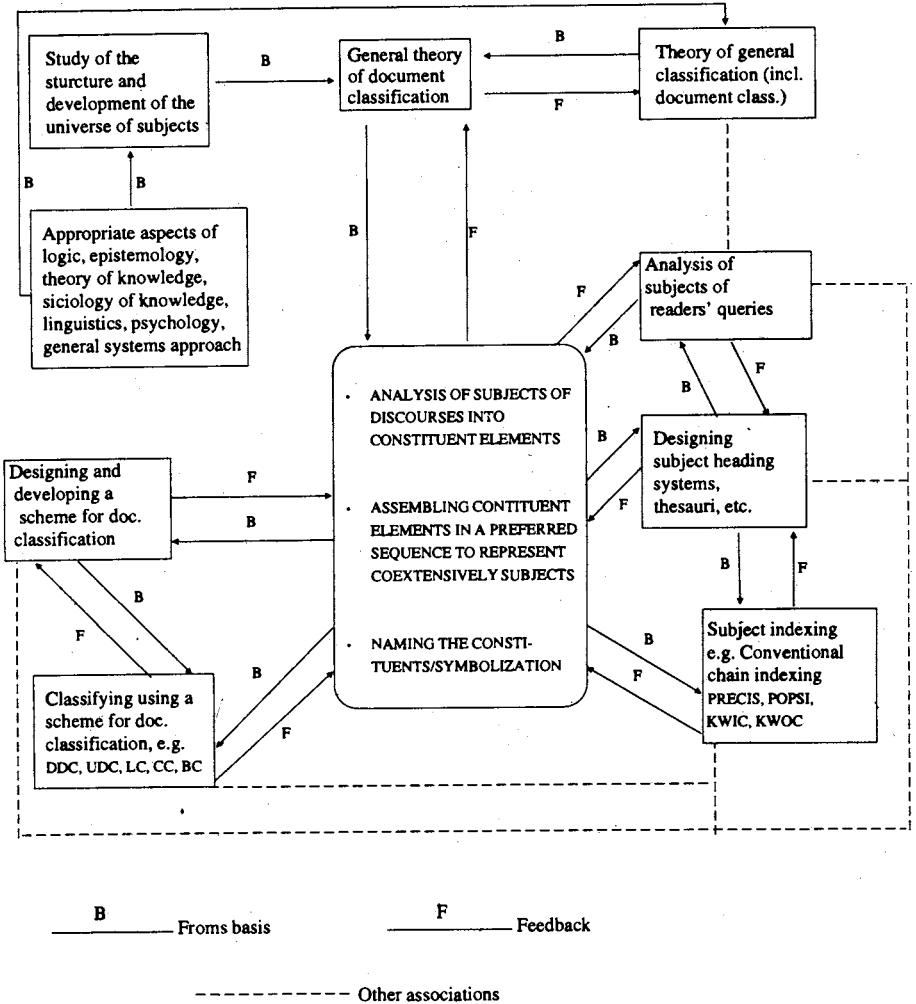 B
Study of the
sturcture and
development of the
universe of subjects
B
General theory
of document
classification
B
F
Theory of general
classification (incl.
document class.)
B
B
Appropriate aspects of
logic, epistemology,
theory of knowledge,
siciology of knowledge,
linguistics, psychology,
general systems approach
B
F
Analysis of
subjects of
readers' queries
F
B
B
F
· ANALYSIS OF SUBJECTS OF
DISCOURSES INTO
CONSTITUENT ELEMENTS
· ASSEMBLING CONTITUENT
ELEMENTS IN A PREFERRED
SEQUENCE TO REPRESENT
COEXTENSIVELY SUBJECTS
· NAMING THE CONSTI-
TUENTS/SYMBOLIZATION
B
F
Designing
subject heading
systems,
thesauri, etc.
Designing and
developing a
scheme for doc.
classification
F
B
B
F
B
F
Subject indexing
e.g. Conventional
chain indexing
PRECIS, POPSI,
KWIC, KWOC
B
F
Classifying using a
scheme for doc.
classification, e.g.
DDC, UDC, LC, CC, BC
B
F
B
Froms basis
F
Feedback
Other associations